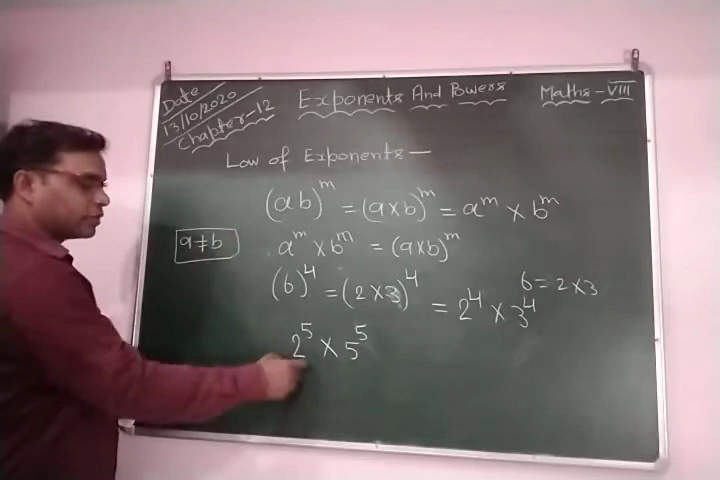 Date
13/10/2020
Chapter-12
Exponents And Powers
Maths - VIII
Law of Exponents —
(ab)^m = (a×b)^m = a^m × b^m
a≠b
a^m × b^m = (a×b)^m
(6)^4 = (2×3)^4 = 2^4 × 3^4
6 = 2×3
2^5 × 5^5